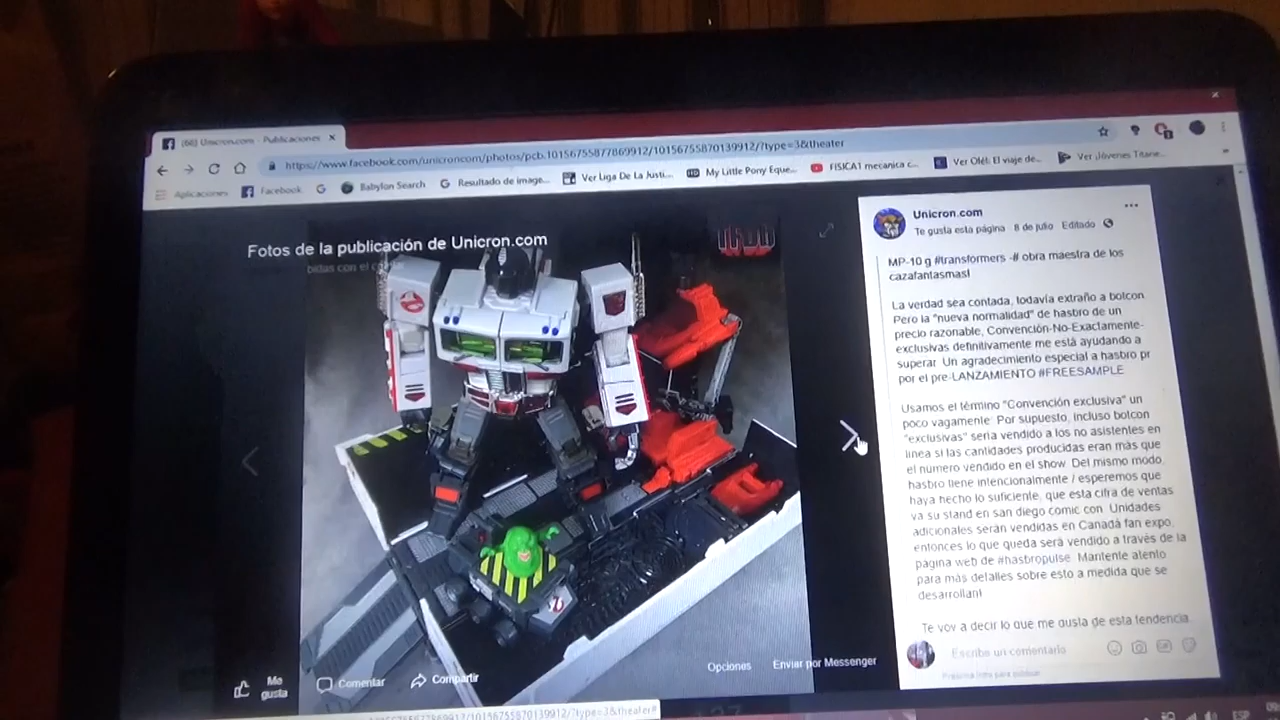 (66) Unicron.com - Publicaciones
https://www.facebook.com/unicroncom/photos/pcb.10156755877869912/10156755870139912/?type=3&theater
Aplicaciones Facebook Babylon Search Resultado de image... Ver Liga De La Justi... My Little Pony Eque... FISICA1 mecanica c... Ver Olé!: El viaje de... Ver Jóvenes Titane...
Fotos de la publicación de Unicron.com
Unicron.com
Te gusta esta página 8 de julio Editado
MP-10 g #transformers -# obra maestra de los
cazafantasmas!
La verdad sea contada, todavía extraño a botcon.
Pero la "nueva normalidad" de hasbro de un
precio razonable, Convención-No-Exactamente-
exclusivas definitivamente me está ayudando a
superar. Un agradecimiento especial a hasbro pr
por el pre-LANZAMIENTO #FREESAMPLE
Usamos el término "Convención exclusiva" un
poco vagamente. Por supuesto, incluso botcon
"exclusivas" sería vendido a los no asistentes en
línea si las cantidades producidas eran más que
el numero vendido en el show. Del mismo modo,
hasbro tiene intencionalmente / esperemos que
haya hecho lo suficiente, que esta cifra de ventas
va su stand en san diego comic con. Unidades
adicionales serán vendidas en Canadá fan expo,
entonces lo que queda será vendido a través de la
página web de #hasbropulse. Mantente atento
para más detalles sobre esto a medida que se
desarrollan!
Te voy a decir lo que me gusta de esta tendencia.
Escribe un comentario
Opciones Enviar por Messenger
Me gusta Comentar Compartir
/10156755877869912/10156755870139912/?type=3&theater#